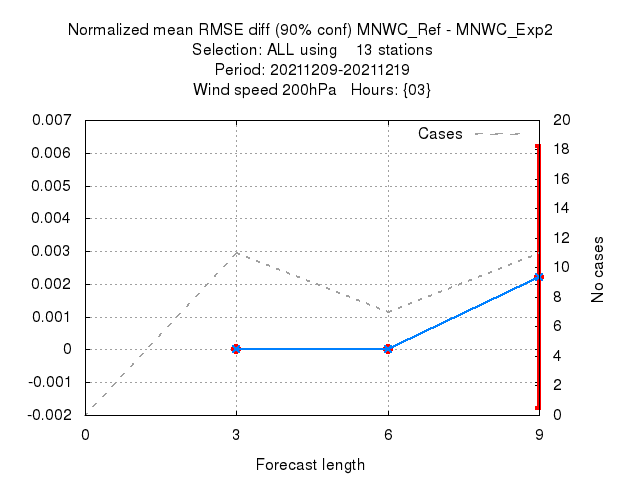 Normalized mean RMSE diff (90% conf) MNWC_Ref - MNWC_Exp2
Selection: ALL using    13 stations
Period: 20211209-20211219
Wind speed 200hPa   Hours: {03}
Cases
0.007
0.006
0.005
0.004
0.003
0.002
0.001
0
-0.001
-0.002
20
18
16
14
12
10
8
6
4
2
0
No cases
0 3 6 9
Forecast length